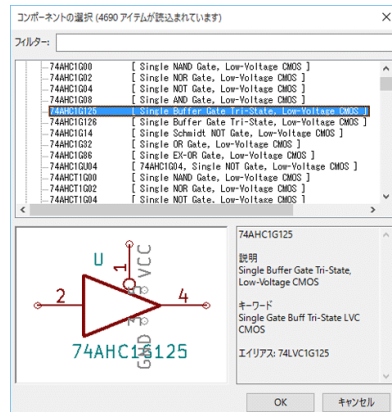 コンポーネントの選択 (4690 アイテムが読込まれています)
フィルター:
74AHC1G00 [ Single NAND Gate, Low-Voltage CMOS ]
74AHC1G02 [ Single NOR Gate, Low-Voltage CMOS ]
74AHC1G04 [ Single NOT Gate, Low-Voltage CMOS ]
74AHC1G08 [ Single AND Gate, Low-Voltage CMOS ]
74AHC1G125 [ Single Buffer Gate Tri-State, Low-Voltage CMOS ]
74AHC1G126 [ Single Buffer Gate Tri-State, Low-Voltage CMOS ]
74AHC1G14 [ Single Schmidt NOT Gate, Low-Voltage CMOS ]
74AHC1G32 [ Single OR Gate, Low-Voltage CMOS ]
74AHC1G86 [ Single EX-OR Gate, Low-Voltage CMOS ]
74AHC1GU04 [ 74AHC1G04, Single NOT Gate, Low-Voltage CMOS ]
74AHCT1G00 [ Single NAND Gate, Low-Voltage CMOS ]
74AHCT1G02 [ Single NOR Gate, Low-Voltage CMOS ]
74AHCT1G04 [ Single NOT Gate, Low-Voltage CMOS ]
U
1
VCC
2
4
3
5
GND
74AHC1G125
74AHC1G125
説明
Single Buffer Gate Tri-State,
Low-Voltage CMOS
キーワード
Single Gate Buff Tri-State LVC
CMOS
エイリアス: 74LVC1G125
OK
キャンセル